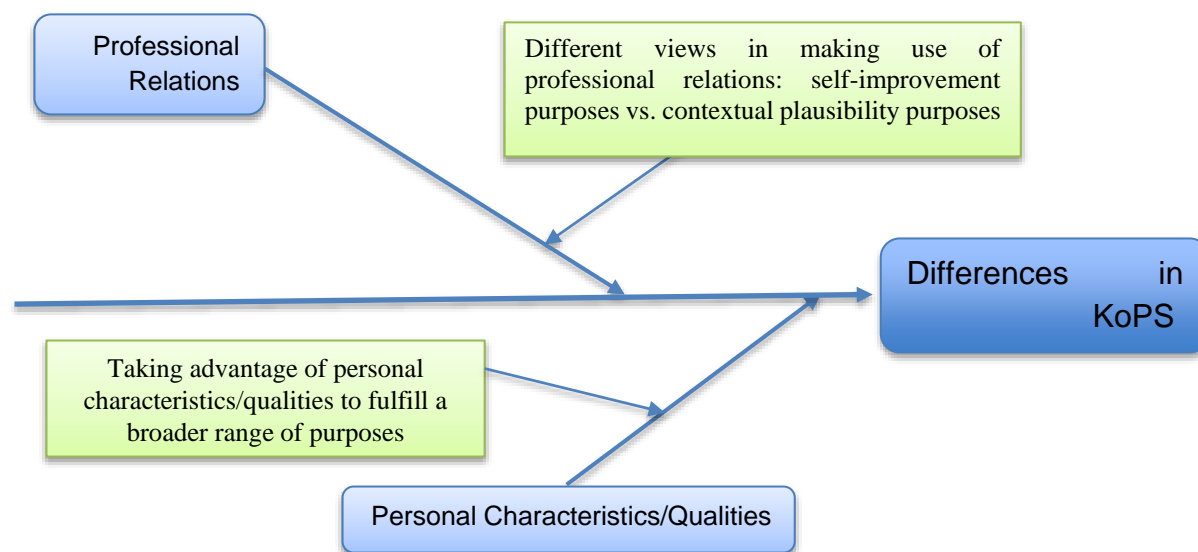 Professional
Relations
Different views in making use of
professional relations: self-improvement
purposes vs. contextual plausibility purposes
Differences in
KoPS
Taking advantage of personal
characteristics/qualities to fulfill a
broader range of purposes
Personal Characteristics/Qualities